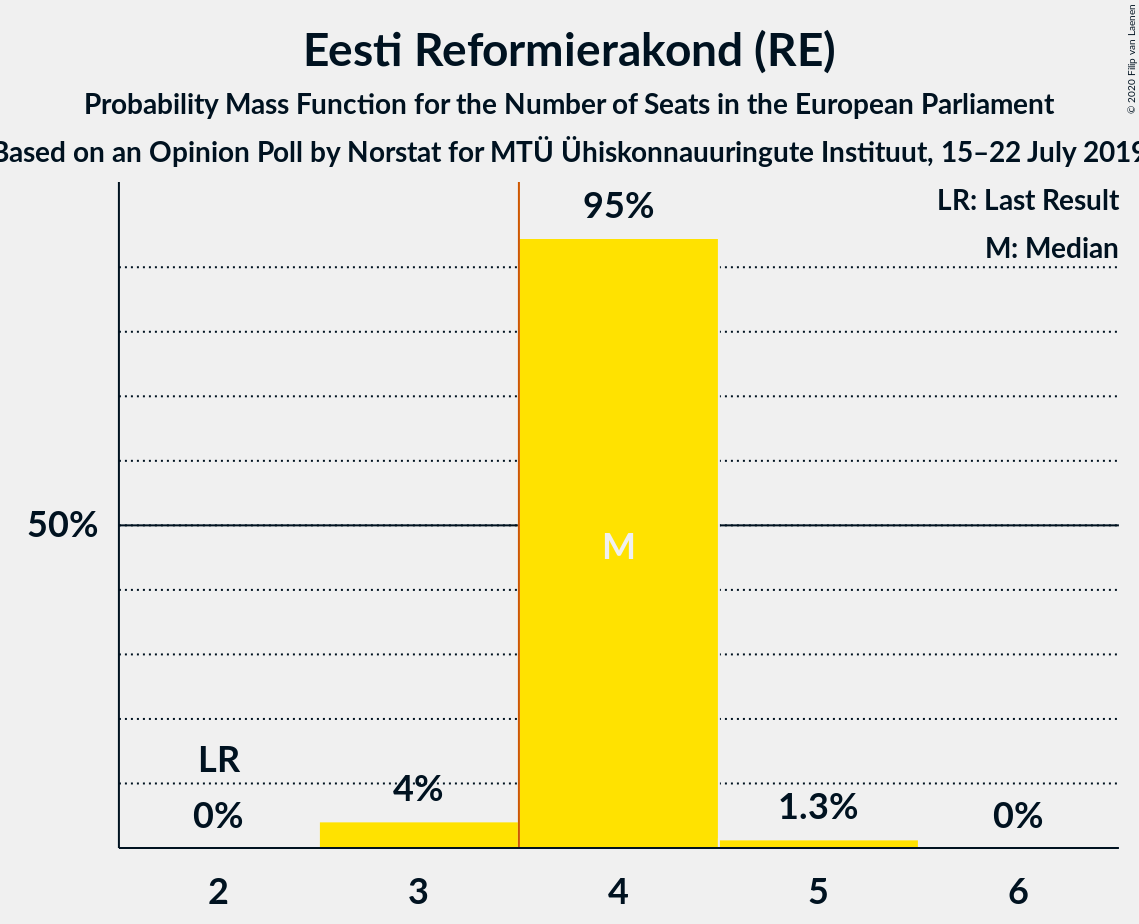 Eesti Reformierakond (RE)
Probability Mass Function for the Number of Seats in the European Parliament
Based on an Opinion Poll by Norstat for MTÜ Ühiskonnauuringute Instituut, 15–22 July 2019
© 2020 Filip van Laenen
LR: Last Result
M: Median
95%
50%
M
LR
0%
4%
1.3%
0%
2 3 4 5 6